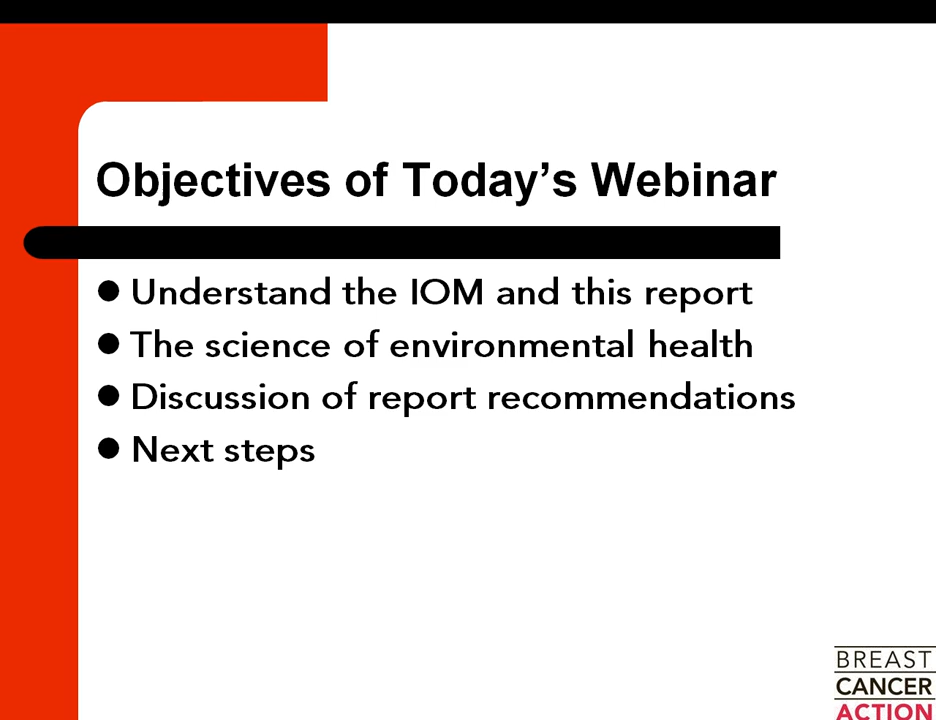 Objectives of Today's Webinar
Understand the IOM and this report
The science of environmental health
Discussion of report recommendations
Next steps
BREAST
CANCER
ACTION